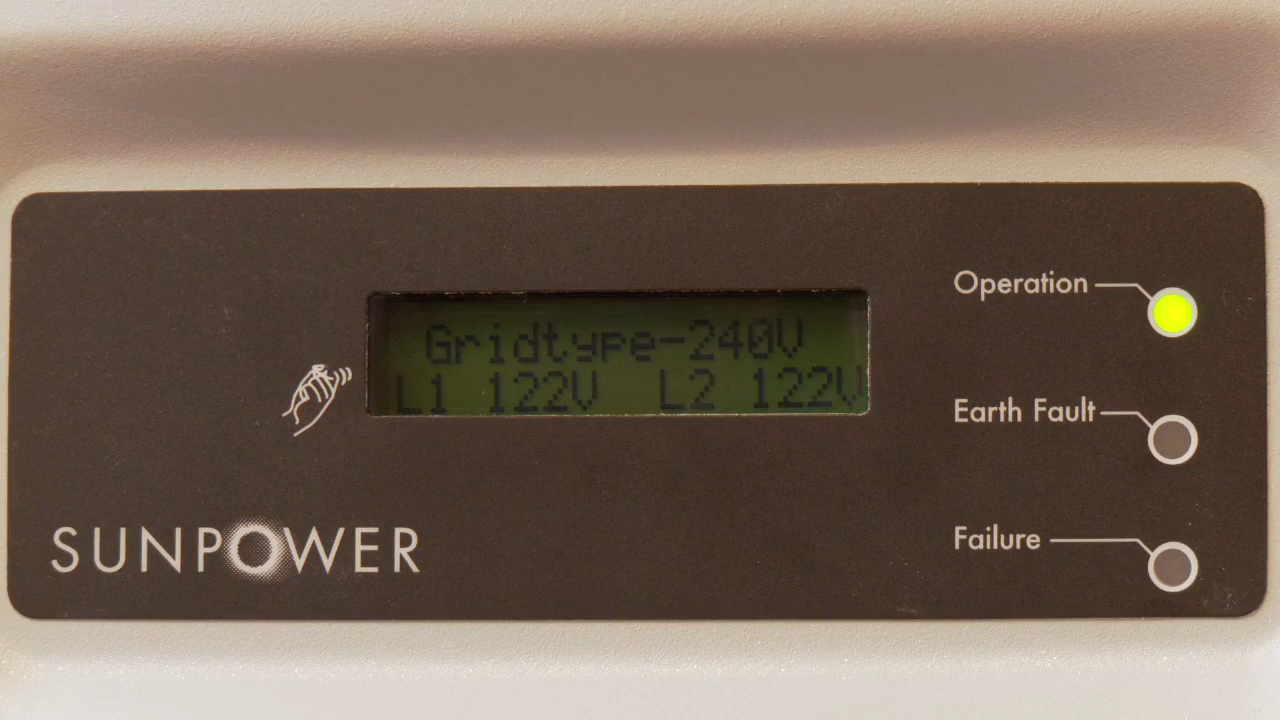 Operation
Gridtype-240V
L1 122V L2 122V
Earth Fault
Failure
SUNPOWER